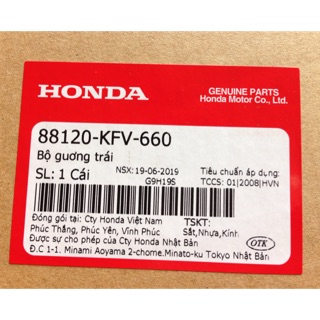 HONDA
GENUINE PARTS
Honda Motor Co., Ltd.
88120-KFV-660
Bộ gương trái
NSX: 19-06-2019
Tiêu chuẩn áp dụng:
SL: 1 Cái
G9H19S
TCCS: 01|2008|HVN
Đóng gói tại: Cty Honda Việt Nam
TSKT:
Phúc Thắng, Phúc Yên, Vĩnh Phúc
Sắt,Nhựa,Kính
Được sự cho phép của Cty Honda Nhật Bản
OTK
Đ.C 1-1. Minami Aoyama 2-chome.Minato-ku Tokyo Nhật Bản